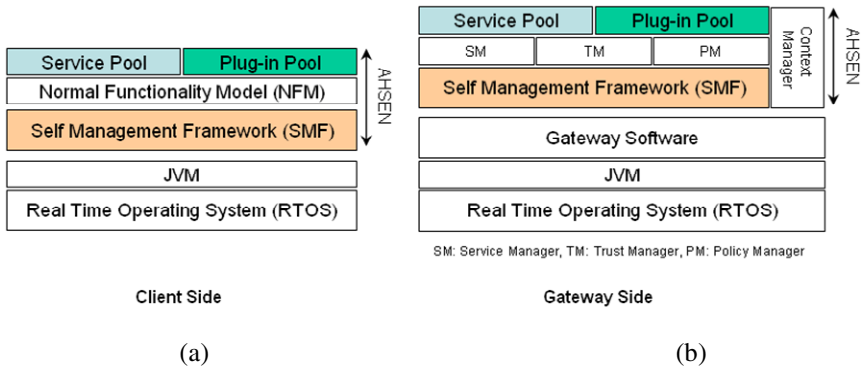 Service Pool Plug-in Pool
Normal Functionality Model (NFM)
Self Management Framework (SMF)
AHSEN
JVM
Real Time Operating System (RTOS)
Client Side
(a)
Service Pool Plug-in Pool
SM TM PM
Context Manager
Self Management Framework (SMF)
AHSEN
Gateway Software
JVM
Real Time Operating System (RTOS)
SM: Service Manager, TM: Trust Manager, PM: Policy Manager
Gateway Side
(b)